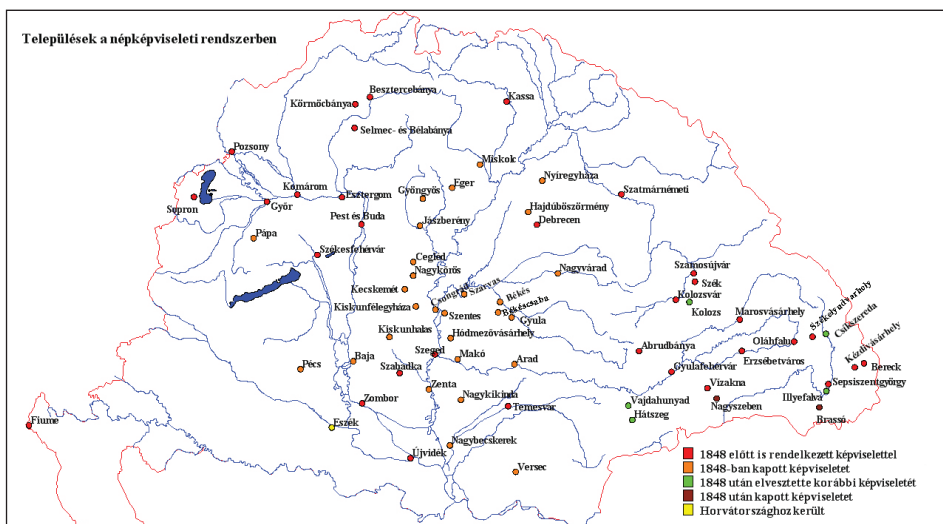 Települések a népképviseleti rendszerben
Besztercebánya
Körmöcbánya
Kassa
Selmec- és Bélabánya
Pozsony
Miskolc
Eger
Nyíregyháza
Komárom
Esztergom
Gyöngyös
Szatmárnémeti
Sopron
Győr
Hajdúböszörmény
Pest és Buda
Jászberény
Debrecen
Pápa
Székesfehérvár
Cegléd
Nagykőrös
Nagyvárad
Szamosújvár
Szék
Kecskemét
Szarvas
Csongrád
Békés
Kolozsvár
Kolozs
Kiskunfélegyháza
Szentes
Békéscsaba
Gyula
Marosvásárhely
Székelyudvarhely
Csíkszereda
Kiskunhalas
Hódmezővásárhely
Oláhfalu
Kézdivásárhely
Szeged
Makó
Arad
Abrudbánya
Erzsébetváros
Bereck
Baja
Pécs
Szabadka
Gyulafehérvár
Vízakna
Sepsiszentgyörgy
Zenta
Nagykikinda
Illyefalva
Zombor
Temesvár
Vajdahunyad
Nagyszeben
Fiume
Eszék
Hátszeg
Brassó
Nagybecskerek
Újvidék
Versec
1848 előtt is rendelkezett képviselettel
1848-ban kapott képviseletet
1848 után elvesztette korábbi képviseletét
1848 után kapott képviseletet
Horvátországhoz került